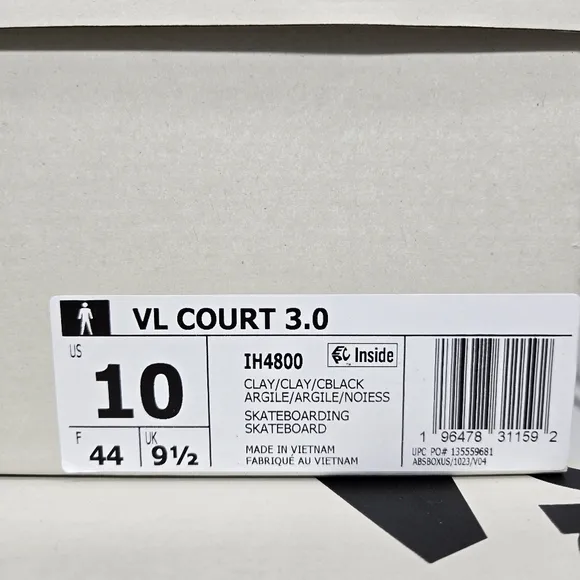 VL COURT 3.0
US
10
F
44
UK
9½
IH4800
Inside
CLAY/CLAY/CBLACK
ARGILE/ARGILE/NOIESS
SKATEBOARDING
SKATEBOARD
MADE IN VIETNAM
FABRIQUÉ AU VIETNAM
1 96478 31159 2
UPC PO# 135559681
ABSBOXUS/1023/V04